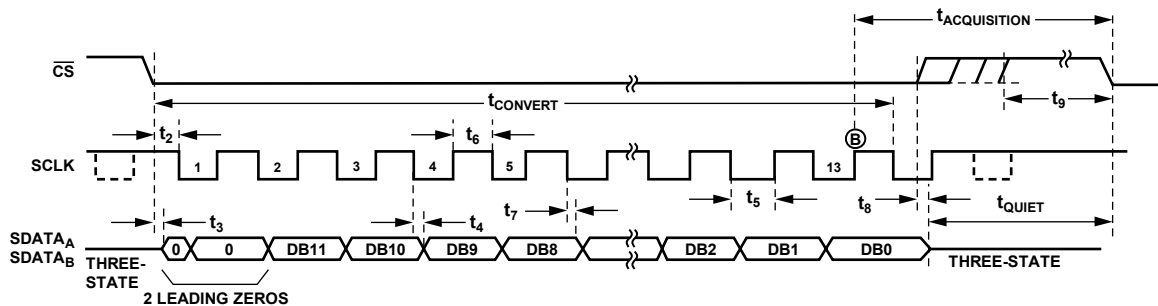 tACQUISITION
CS
tCONVERT
t9
t2
t6
B
SCLK
1
2
3
4
5
13
t3
t4
t7
t5
t8
tQUIET
SDATAA
SDATAB
0
0
DB11
DB10
DB9
DB8
DB2
DB1
DB0
THREE-
STATE
THREE-STATE
2 LEADING ZEROS